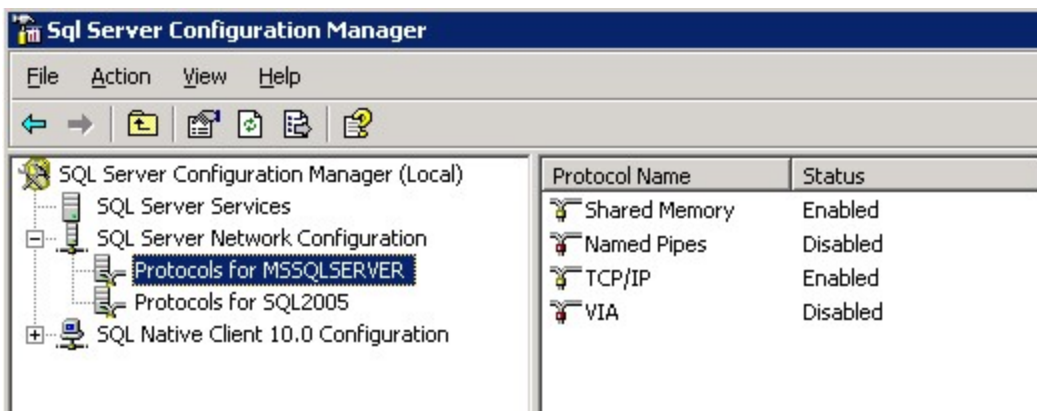 Sql Server Configuration Manager
File Action View Help
SQL Server Configuration Manager (Local)
SQL Server Services
SQL Server Network Configuration
Protocols for MSSQLSERVER
Protocols for SQL2005
SQL Native Client 10.0 Configuration
Protocol Name Status
Shared Memory Enabled
Named Pipes Disabled
TCP/IP Enabled
VIA Disabled